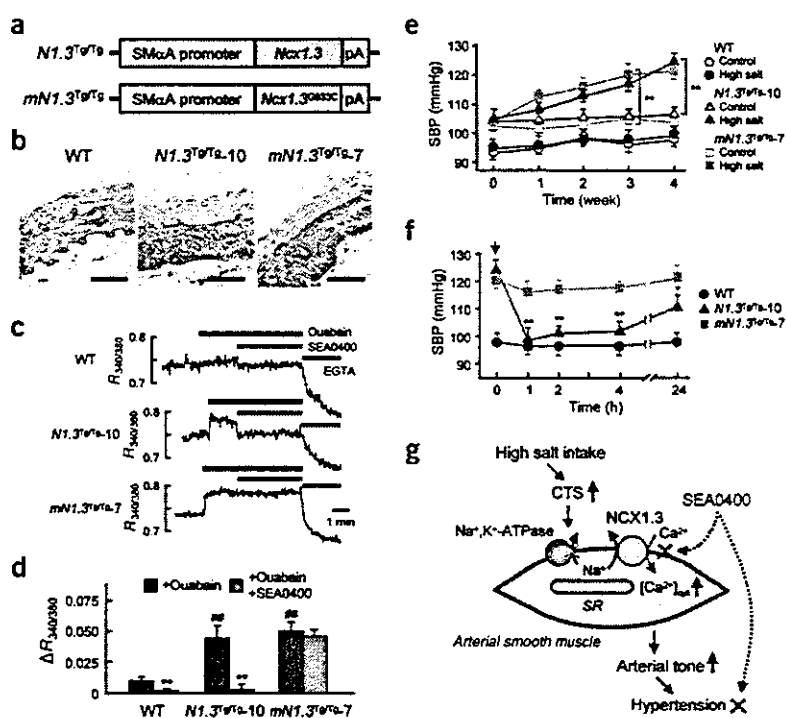 a
N1.3Tg/Tg SMαA promoter Ncx1.3 pA
mN1.3Tg/Tg SMαA promoter Ncx1.3G833C pA
b
WT N1.3Tg/Tg-10 mN1.3Tg/Tg-7
c
0.8 Ouabain
WT SEA0400
R340/380
0.7 EGTA
0.8
N1.3Tg/Tg-10
R340/380
0.7
0.8
mN1.3Tg/Tg-7
R340/380
0.7 1 min
d
+Ouabain +Ouabain
+SEA0400
ΔR340/380
0.075
0.050
0.025
0
## ##
** **
WT N1.3Tg/Tg-10 mN1.3Tg/Tg-7
e
SBP (mmHg)
130
120
110
100
90
0 1 2 3 4
Time (week)
** **
WT
Control
High salt
N1.3Tg/Tg-10
Control
High salt
mN1.3Tg/Tg-7
Control
High salt
f
SBP (mmHg)
130
120
110
100
90
** ** ** *
0 1 2 4 24
Time (h)
WT
N1.3Tg/Tg-10
mN1.3Tg/Tg-7
g
High salt intake
CTS
SEA0400
NCX1.3
Na+,K+-ATPase Ca2+
Na+
[Ca2+]cyt
SR
Arterial smooth muscle
Arterial tone
Hypertension